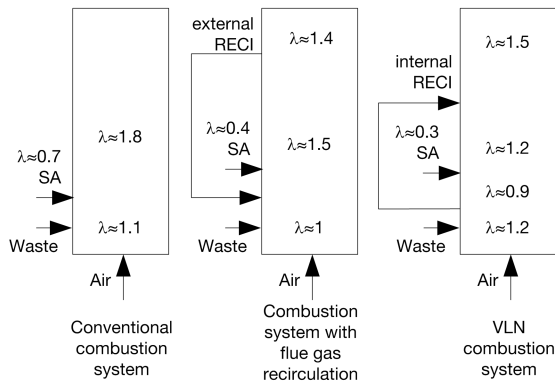 λ≈1.8
λ≈0.7
SA
λ≈1.1
Waste
Air
Conventional
combustion
system
external
RECI
λ≈1.4
λ≈0.4
SA
λ≈1.5
λ≈1
Waste
Air
Combustion
system with
flue gas
recirculation
λ≈1.5
internal
RECI
λ≈0.3
SA
λ≈1.2
λ≈0.9
λ≈1.2
Waste
Air
VLN
combustion
system